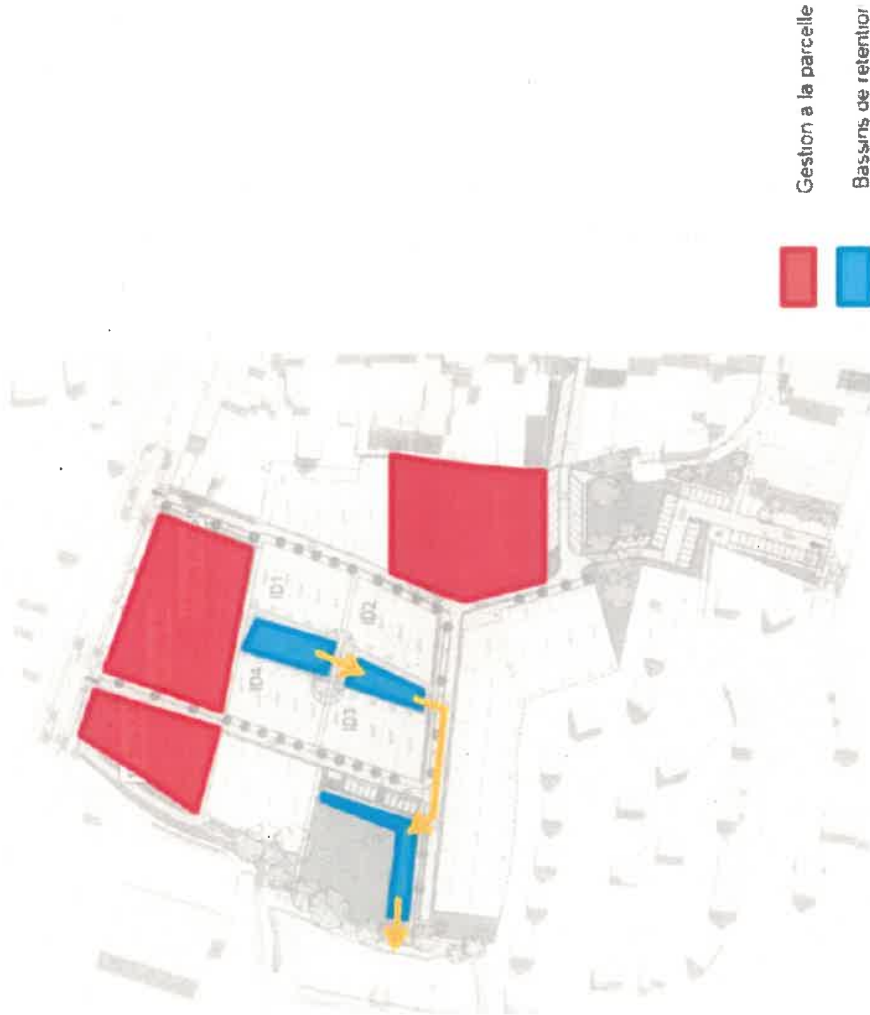 Gestion a la parcelle
Bassins de retention
ID1
ID2
ID3
ID4